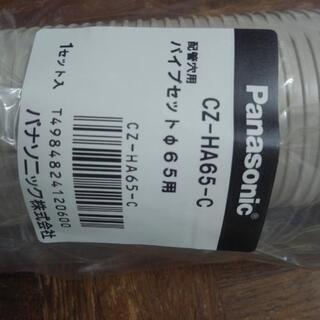 Panasonic®
CZ-HA65-C
配管穴用
パイプセットφ65用
CZ-HA65-C
T4984824120600
1セット入
パナソニック株式会社